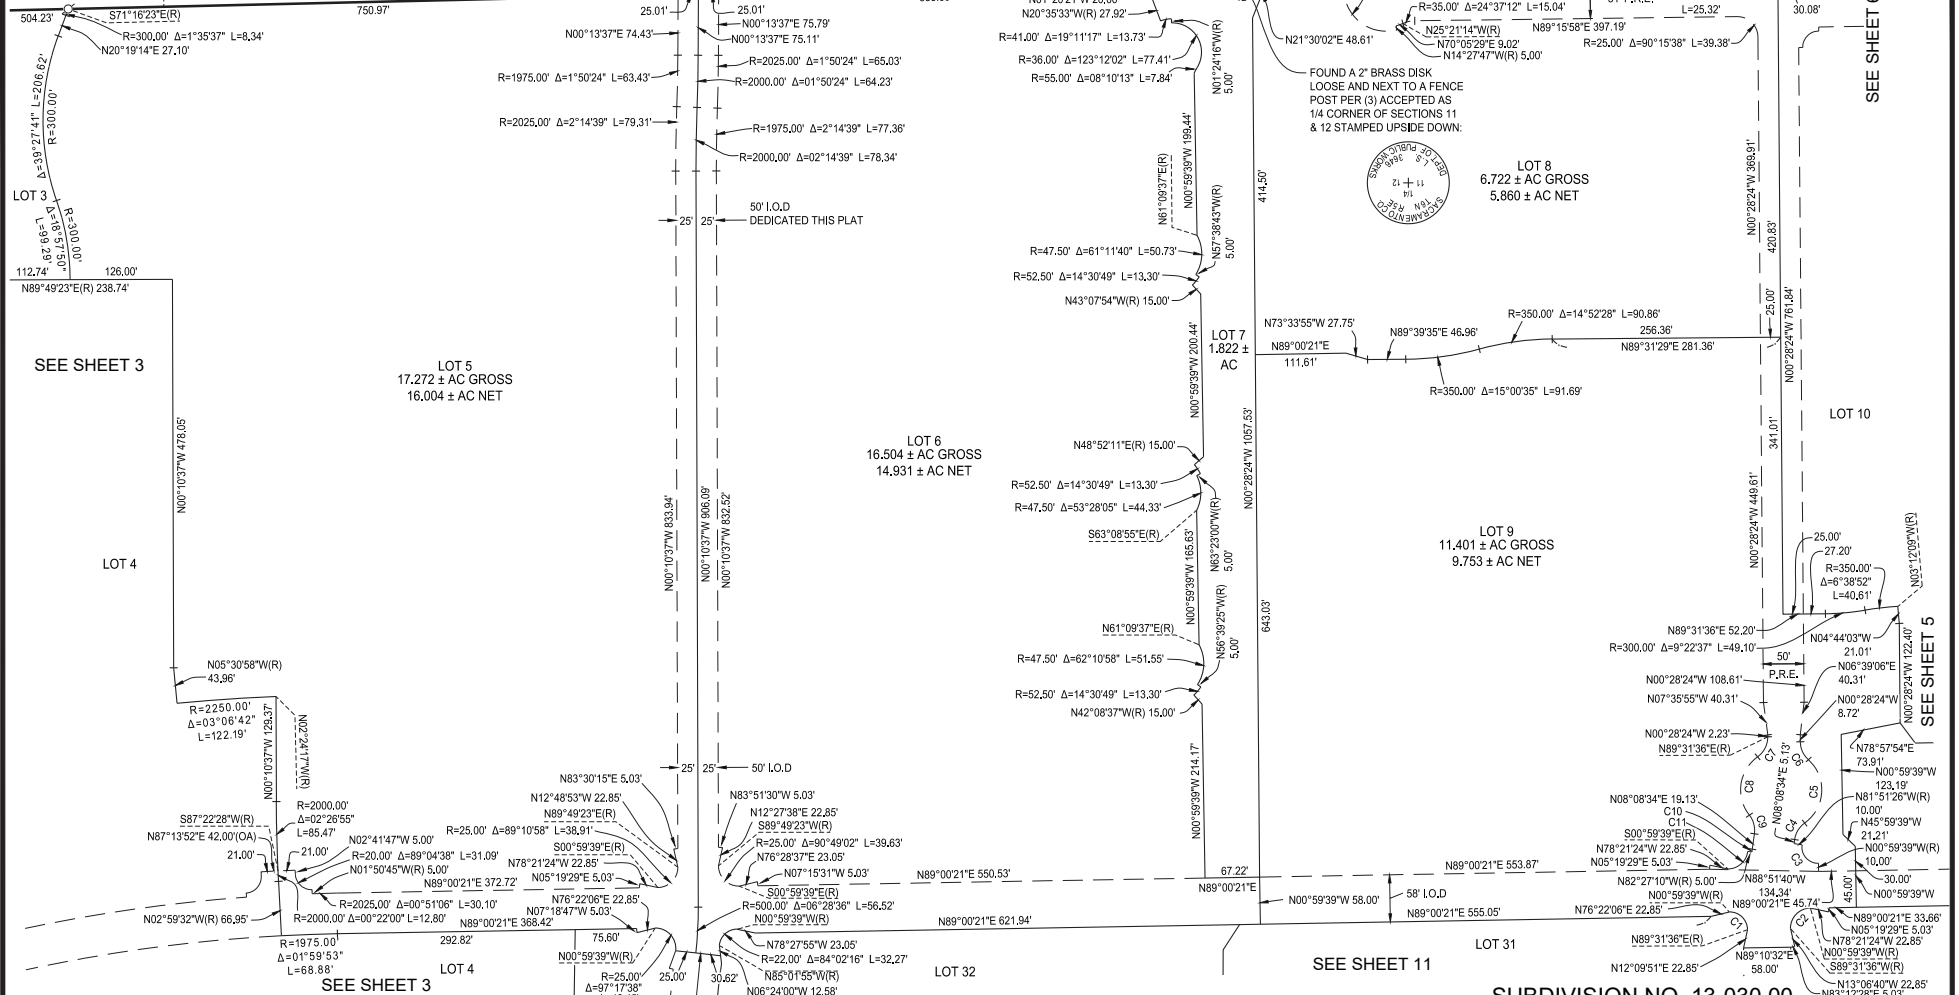 504.23'
S71°16'23"E(R)
750.97'
25.01'
25.01'
R=300.00' Δ=1°35'37" L=8.34'
N20°19'14"E 27.10'
Δ=39°27'41" L=206.62'
R=300.00'
LOT 3
R=300.00'
Δ=18°57'50"
L=99.29'
112.74'
126.00'
N89°49'23"E(R) 238.74'
SEE SHEET 3
N00°10'37"W 478.05'
LOT 4
N05°30'58"W(R)
43.96'
R=2250.00'
Δ=03°06'42"
L=122.19'
N00°10'37"W 129.37'
N02°24'17"W(R)
R=2000.00'
Δ=02°26'55"
L=85.47'
S87°22'28"W(R)
N87°13'52"E 42.00'(OA)
21.00'
21.00'
N02°41'47"W 5.00'
R=20.00' Δ=89°04'38" L=31.09'
N01°50'45"W(R) 5.00'
N89°00'21"E 372.72'
R=2025.00' Δ=00°51'06" L=30.10'
R=2000.00' Δ=00°22'00" L=12.80'
N02°59'32"W(R) 66.95'
N89°00'21"E 368.42'
R=1975.00'
Δ=01°59'53"
L=68.88'
292.82'
75.60'
LOT 4
SEE SHEET 3
N00°13'37"E 75.79'
N00°13'37"E 74.43'
N00°13'37"E 75.11'
R=2025.00' Δ=1°50'24" L=65.03'
R=1975.00' Δ=1°50'24" L=63.43'
R=2000.00' Δ=01°50'24" L=64.23'
R=2025.00' Δ=2°14'39" L=79.31'
R=1975.00' Δ=2°14'39" L=77.36'
R=2000.00' Δ=02°14'39" L=78.34'
50' I.O.D
DEDICATED THIS PLAT
25'
25'
LOT 5
17.272 ± AC GROSS
16.004 ± AC NET
N00°10'37"W 833.94'
N00°10'37"W 906.09'
N00°10'37"W 832.52'
25'
25'
50' I.O.D
N83°30'15"E 5.03'
N12°48'53"W 22.85'
N89°49'23"E(R)
R=25.00' Δ=89°10'58" L=38.91'
S00°59'39"E(R)
N78°21'24"W 22.85'
N05°19'29"E 5.03'
N76°22'06"E 22.85'
N07°18'47"W 5.03'
N00°59'39"W(R)
R=25.00'
Δ=97°17'38"
25.00'
30.62'
N83°51'30"W 5.03'
N12°27'38"E 22.85'
S89°49'23"W(R)
R=25.00' Δ=90°49'02" L=39.63'
N76°28'37"E 23.05'
N07°15'31"W 5.03'
S00°59'39"E(R)
R=500.00' Δ=06°28'36" L=56.52'
N00°59'39"W(R)
N78°27'55"W 23.05'
R=22.00' Δ=84°02'16" L=32.27'
N85°01'55"W(R)
N06°24'00"W 12.58'
N89°00'21"E 550.53'
N89°00'21"E 621.94'
LOT 32
LOT 6
16.504 ± AC GROSS
14.931 ± AC NET
N20°35'33"W(R) 27.92'
R=41.00' Δ=19°11'17" L=13.73'
R=36.00' Δ=123°12'02" L=77.41'
R=55.00' Δ=08°10'13" L=7.84'
N01°24'16"W(R)
5.00'
N00°59'39"W 199.44'
N61°09'37"E(R)
N57°38'43"W(R)
5.00'
R=47.50' Δ=61°11'40" L=50.73'
R=52.50' Δ=14°30'49" L=13.30'
N43°07'54"W(R) 15.00'
N00°59'39"W 200.44'
LOT 7
1.822 ±
AC
N48°52'11"E(R) 15.00'
R=52.50' Δ=14°30'49" L=13.30'
R=47.50' Δ=53°28'05" L=44.33'
S63°08'55"E(R)
N63°23'00"W(R)
5.00'
N00°59'39"W 165.63'
N61°09'37"E(R)
N56°39'25"W(R)
5.00'
R=47.50' Δ=62°10'58" L=51.55'
R=52.50' Δ=14°30'49" L=13.30'
N42°08'37"W(R) 15.00'
N00°59'39"W 214.17'
67.22'
N89°00'21"E
414.50'
N00°28'24"W 1057.53'
643.03'
N21°30'02"E 48.61'
FOUND A 2" BRASS DISK
LOOSE AND NEXT TO A FENCE
POST PER (3) ACCEPTED AS
1/4 CORNER OF SECTIONS 11
& 12 STAMPED UPSIDE DOWN:
SACRAMENTO CO.
T6N R5E
1/4
11 12
L.S. 3646
DEPT OF PUBLIC WORKS
R=35.00' Δ=24°37'12" L=15.04'
N25°21'14"W(R)
N70°05'29"E 9.02'
N14°27'47"W(R) 5.00'
L=25.32'
N89°15'58"E 397.19'
R=25.00' Δ=90°15'38" L=39.38'
30.08'
SEE SHEET 6
LOT 8
6.722 ± AC GROSS
5.860 ± AC NET
N00°28'24"W 369.91'
420.83'
25.00'
N00°28'24"W 761.84'
N73°33'55"W 27.75'
N89°00'21"E
111.61'
N89°39'35"E 46.96'
R=350.00' Δ=14°52'28" L=90.86'
256.36'
N89°31'29"E 281.36'
R=350.00' Δ=15°00'35" L=91.69'
LOT 10
341.01'
LOT 9
11.401 ± AC GROSS
9.753 ± AC NET
N00°28'24"W 449.61'
25.00'
27.20'
R=350.00'
Δ=6°38'52"
L=40.61'
N03°12'09"W(R)
N89°31'36"E 52.20'
R=300.00' Δ=9°22'37" L=49.10'
N04°44'03"W
21.01'
N00°28'24"W 122.40'
SEE SHEET 5
50'
P.R.E.
N06°39'06"E
40.31'
N00°28'24"W 108.61'
N07°35'55"W 40.31'
N00°28'24"W
8.72'
N00°28'24"W 2.23'
N89°31'36"E(R)
N78°57'54"E
73.91'
C7
C6
C8
C5
N08°08'34"E 5.13'
N00°59'39"W
123.19'
N08°08'34"E 19.13'
C10
C11
C9
C4
N81°51'26"W(R)
10.00'
S00°59'39"E(R)
N45°59'39"W
21.21'
N78°21'24"W 22.85'
C3
N00°59'39"W(R)
10.00'
N05°19'29"E 5.03'
N82°27'10"W(R) 5.00'
N88°51'40"W
134.34'
30.00'
45.00'
N00°59'39"W
N89°00'21"E 553.87'
58' I.O.D
N00°59'39"W 58.00'
N89°00'21"E 555.05'
N00°59'39"W(R)
N89°00'21"E 45.74'
N76°22'06"E 22.85'
C1
C2
N89°00'21"E 33.66'
N05°19'29"E 5.03'
N78°21'24"W 22.85'
N00°59'39"W(R)
N89°31'36"E(R)
N89°10'32"E
58.00'
S89°31'36"W(R)
N12°09'51"E 22.85'
N13°06'40"W 22.85'
N83°12'28"E 5.03'
LOT 31
SEE SHEET 11
SUBDIVISION NO. 13-030.00